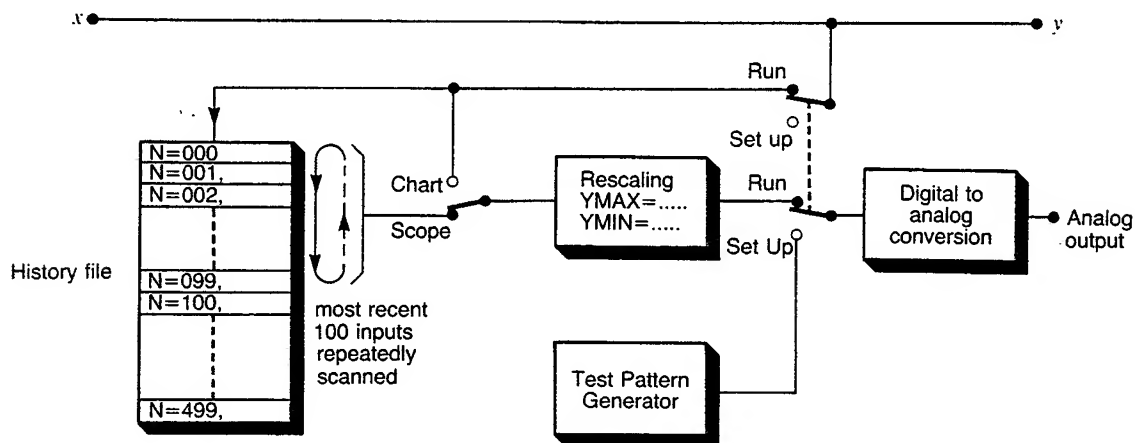 x
y
Run
Set up
N=000
N=001,
N=002,
Chart
Scope
Rescaling
YMAX=.....
YMIN=.....
Run
Set Up
Digital to
analog
conversion
Analog
output
History file
N=099,
N=100,
most recent
100 inputs
repeatedly
scanned
Test Pattern
Generator
N=499,